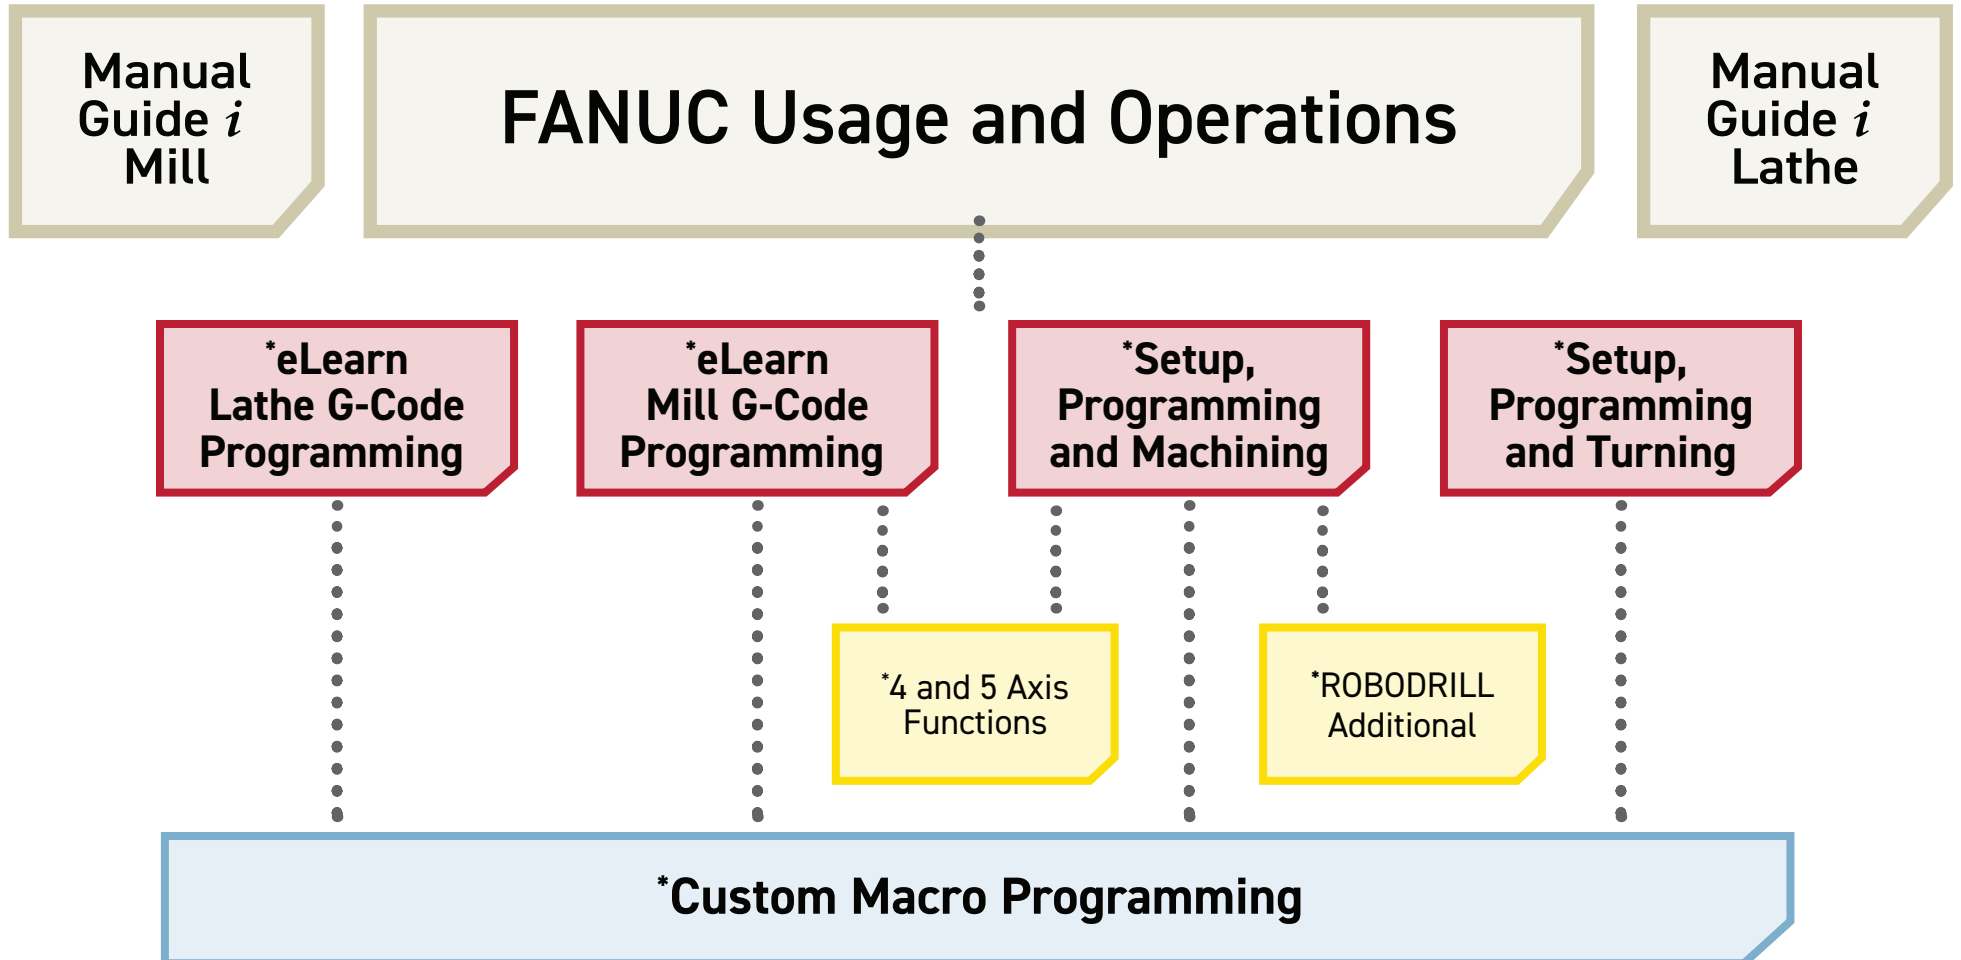 Manual
Guide i
Mill
FANUC Usage and Operations
Manual
Guide i
Lathe
*eLearn
Lathe G-Code
Programming
*eLearn
Mill G-Code
Programming
*Setup,
Programming
and Machining
*Setup,
Programming
and Turning
*4 and 5 Axis
Functions
*ROBODRILL
Additional
*Custom Macro Programming